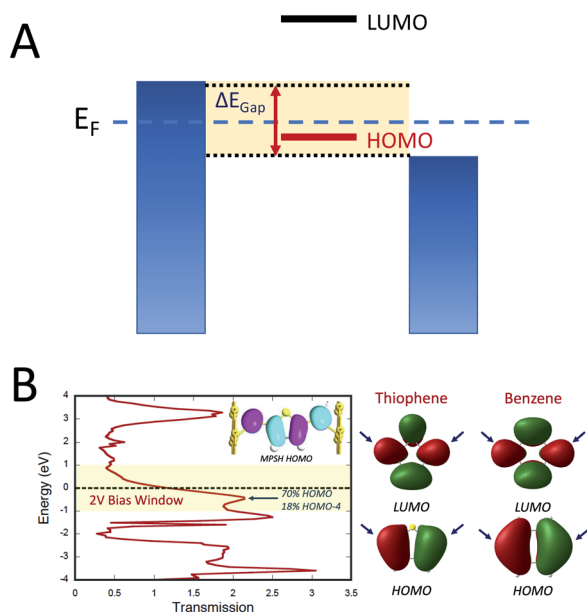 A
LUMO
ΔEGap
EF
HOMO
B
4
3
2
1
0
-1
-2
-3
-4
Energy (eV)
MPSH HOMO
2V Bias Window
70% HOMO
18% HOMO-4
0
0.5
1
1.5
2
2.5
3
3.5
Transmission
Thiophene
Benzene
LUMO
LUMO
HOMO
HOMO